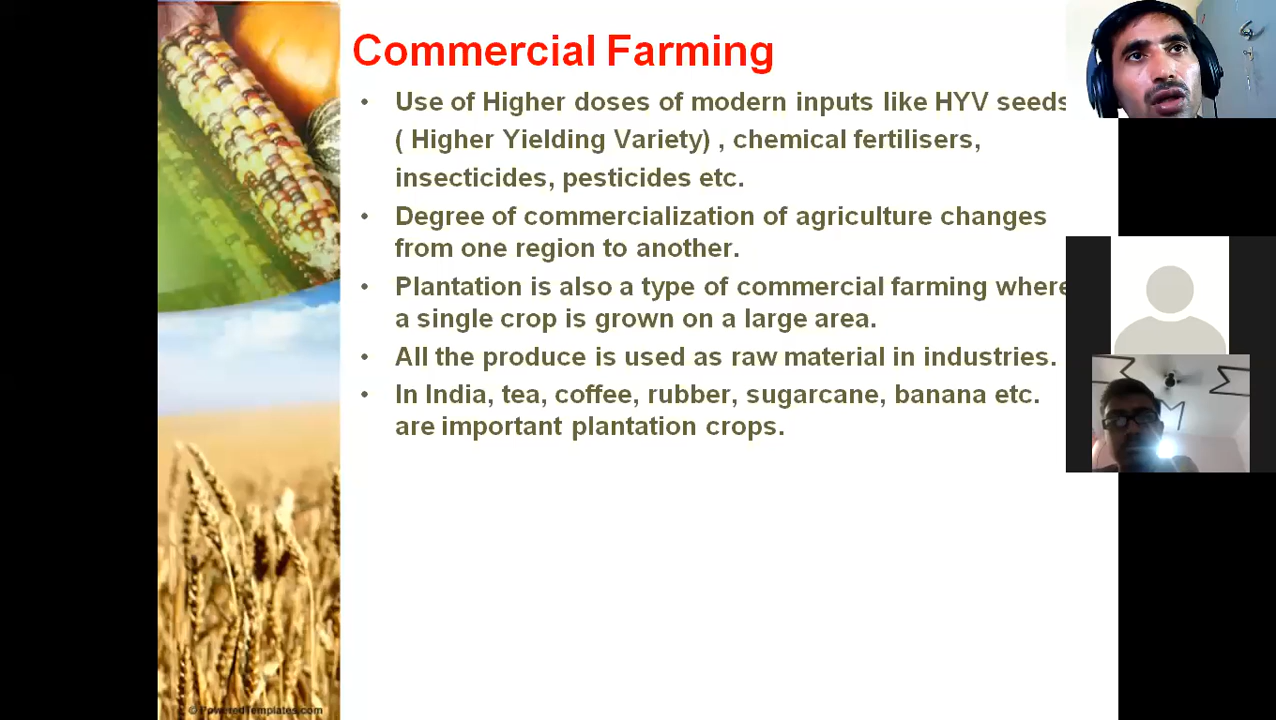 Commercial Farming
• Use of Higher doses of modern inputs like HYV seeds
( Higher Yielding Variety) , chemical fertilisers,
insecticides, pesticides etc.
• Degree of commercialization of agriculture changes
from one region to another.
• Plantation is also a type of commercial farming where
a single crop is grown on a large area.
• All the produce is used as raw material in industries.
• In India, tea, coffee, rubber, sugarcane, banana etc.
are important plantation crops.
© PoweredTemplates.com